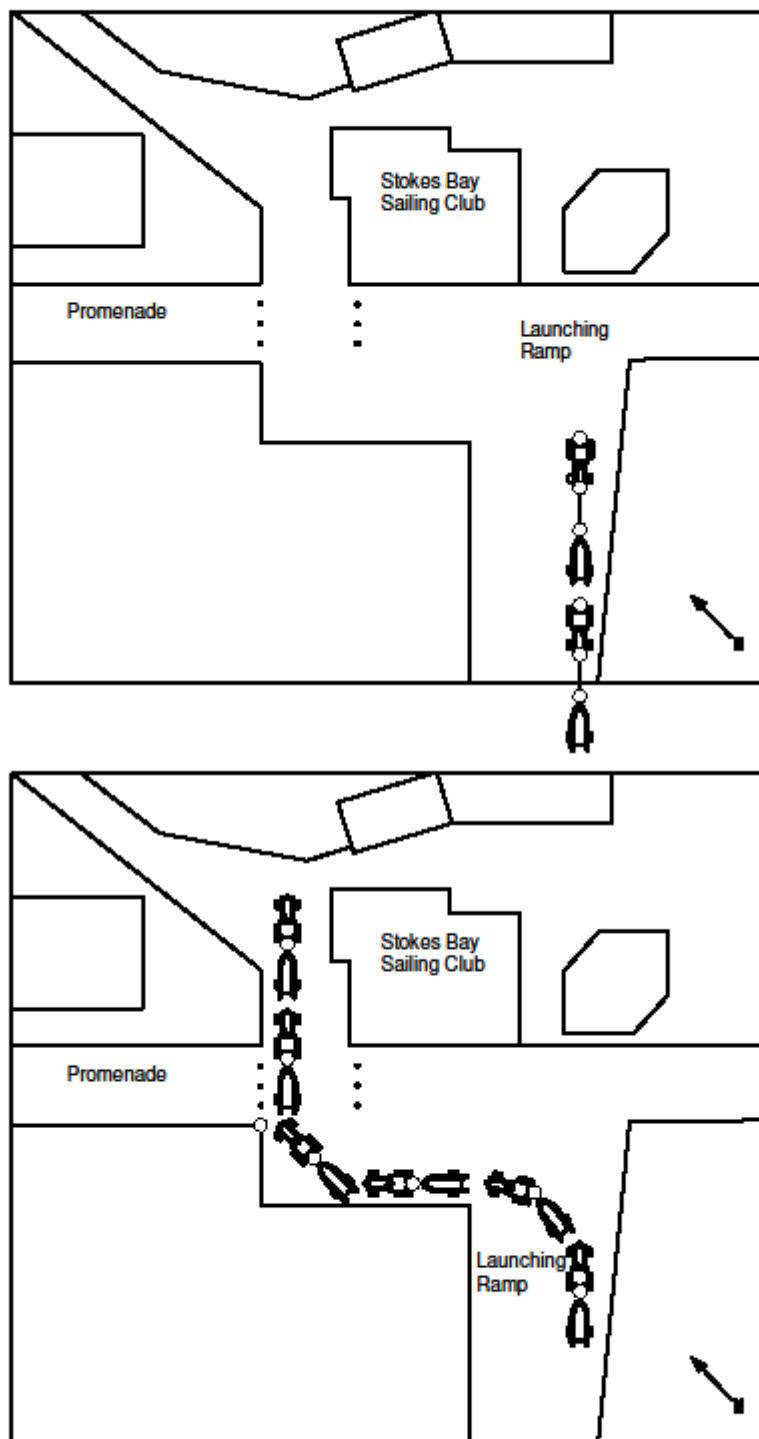 Stokes Bay
Sailing Club
Promenade
Launching
Ramp
Stokes Bay
Sailing Club
Promenade
Launching
Ramp